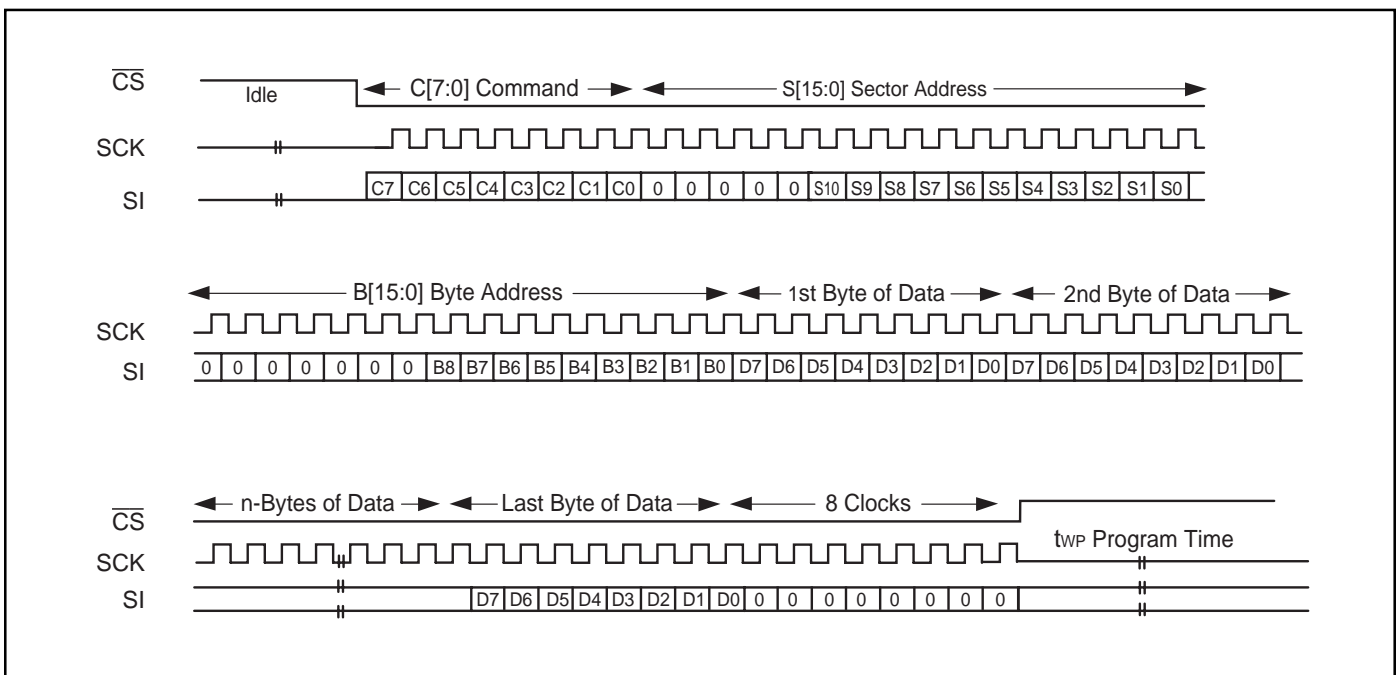 CS
Idle
C[7:0] Command
S[15:0] Sector Address
SCK
SI
C7 C6 C5 C4 C3 C2 C1 C0 0 0 0 0 0 S10 S9 S8 S7 S6 S5 S4 S3 S2 S1 S0
B[15:0] Byte Address
1st Byte of Data
2nd Byte of Data
SCK
SI
0 0 0 0 0 0 0 B8 B7 B6 B5 B4 B3 B2 B1 B0 D7 D6 D5 D4 D3 D2 D1 D0 D7 D6 D5 D4 D3 D2 D1 D0
n-Bytes of Data
Last Byte of Data
8 Clocks
CS
tWP Program Time
SCK
SI
D7 D6 D5 D4 D3 D2 D1 D0 0 0 0 0 0 0 0 0